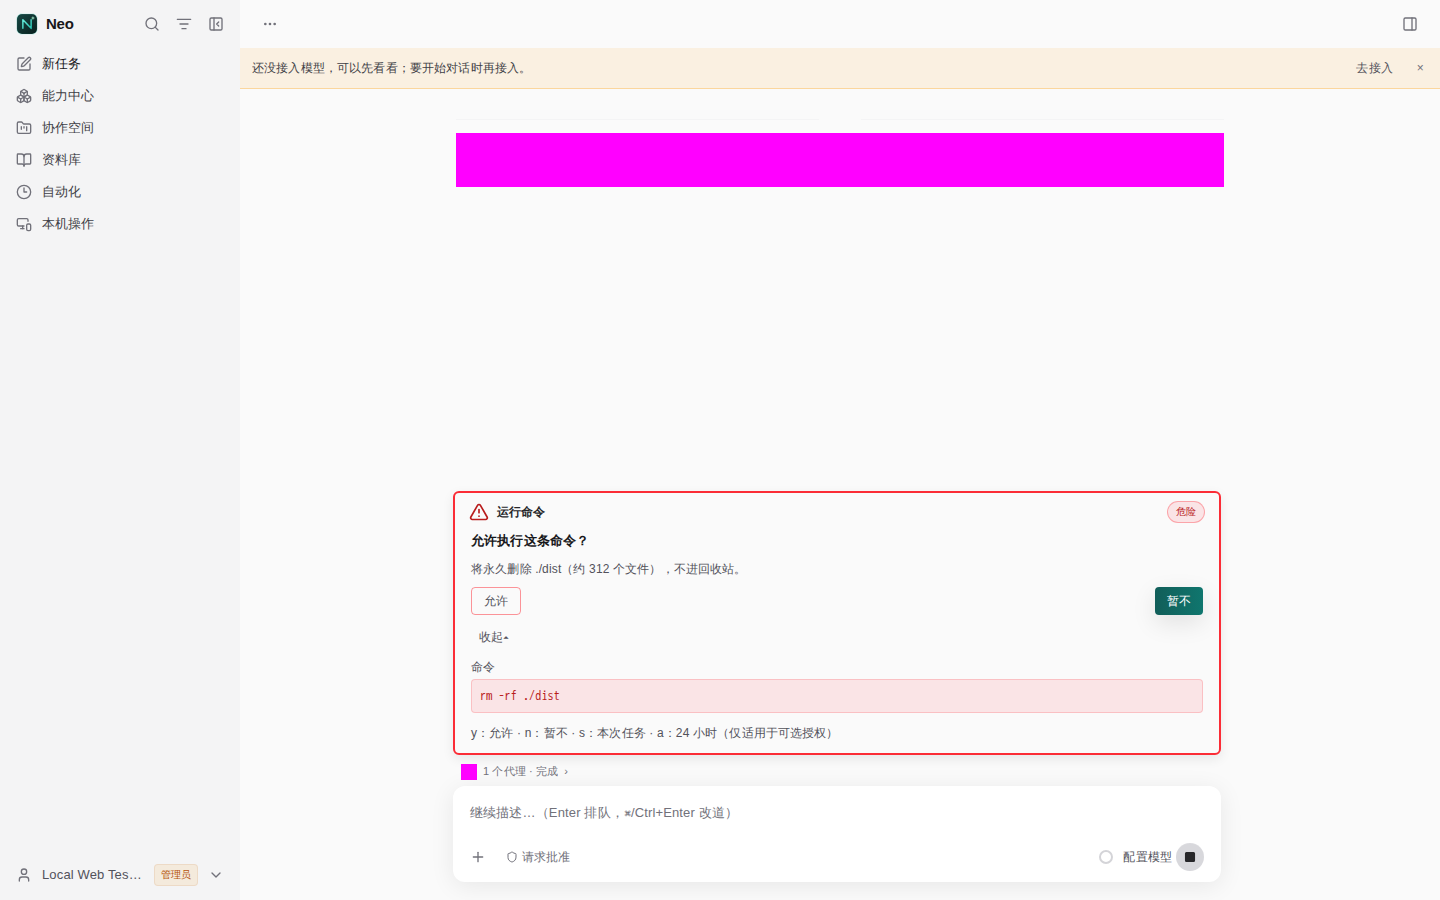 Neo
新任务
能力中心
协作空间
资料库
自动化
本机操作
Local Web Tes…
管理员
还没接入模型，可以先看看；要开始对话时再接入。
去接入
×
运行命令
危险
允许执行这条命令？
将永久删除 ./dist（约 312 个文件），不进回收站。
允许
暂不
收起
命令
rm -rf ./dist
y：允许 · n：暂不 · s：本次任务 · a：24 小时（仅适用于可选授权）
1 个代理 · 完成 ›
继续描述…（Enter 排队，⌘/Ctrl+Enter 改道）
请求批准
配置模型